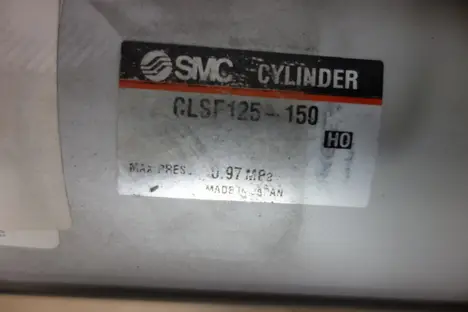 SMC CYLINDER
CLSF125-150
HO
MAX PRES. 0.97 MPa
MADE IN JAPAN